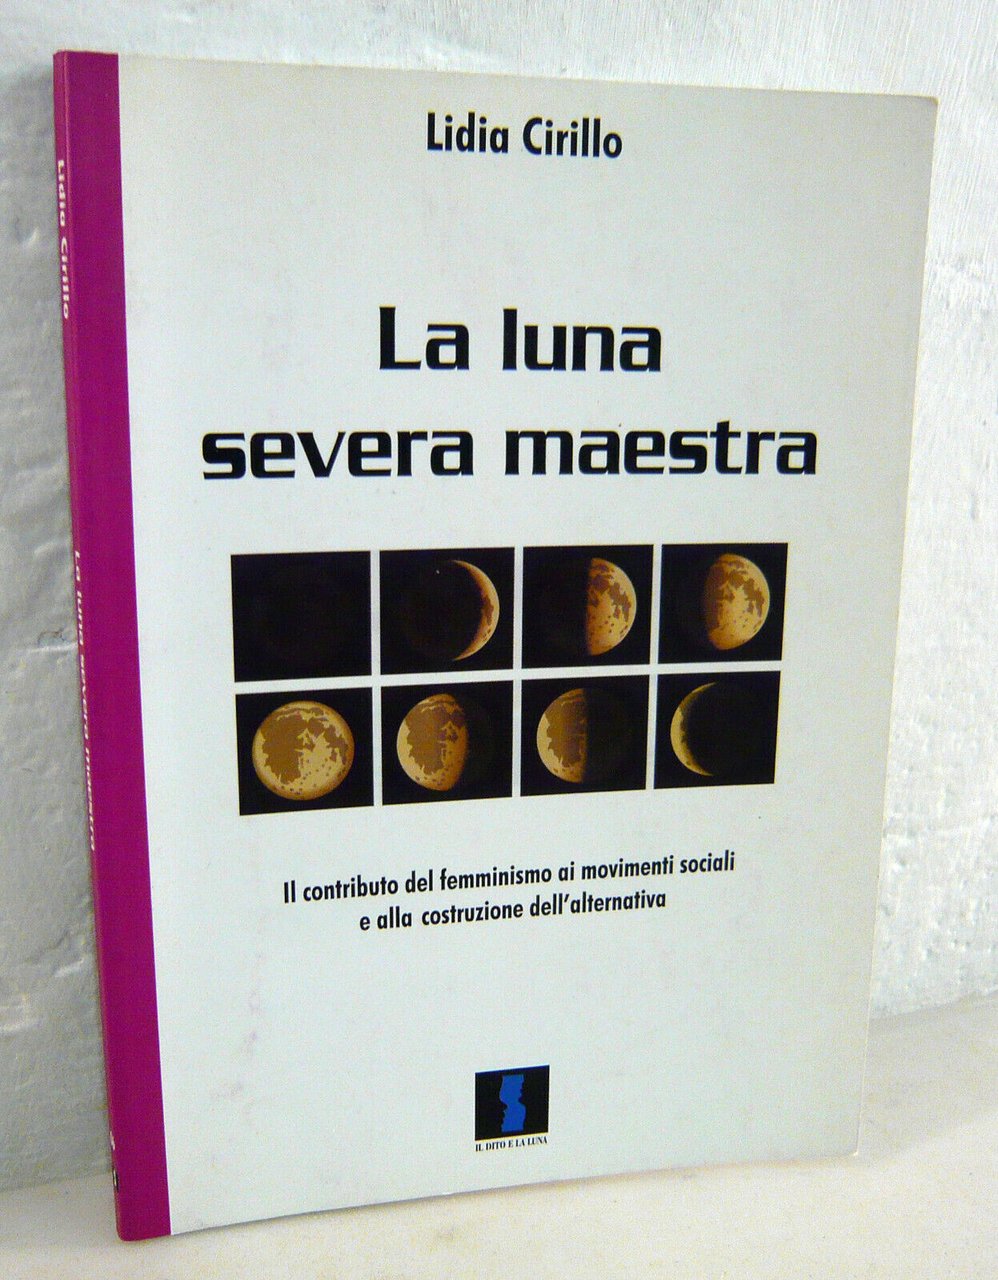 Lidia Cirillo
La luna
severa maestra
Il contributo del femminismo ai movimenti sociali
e alla costruzione dell'alternativa
IL DITO E LA LUNA
Lidia Cirillo
La luna severa maestra